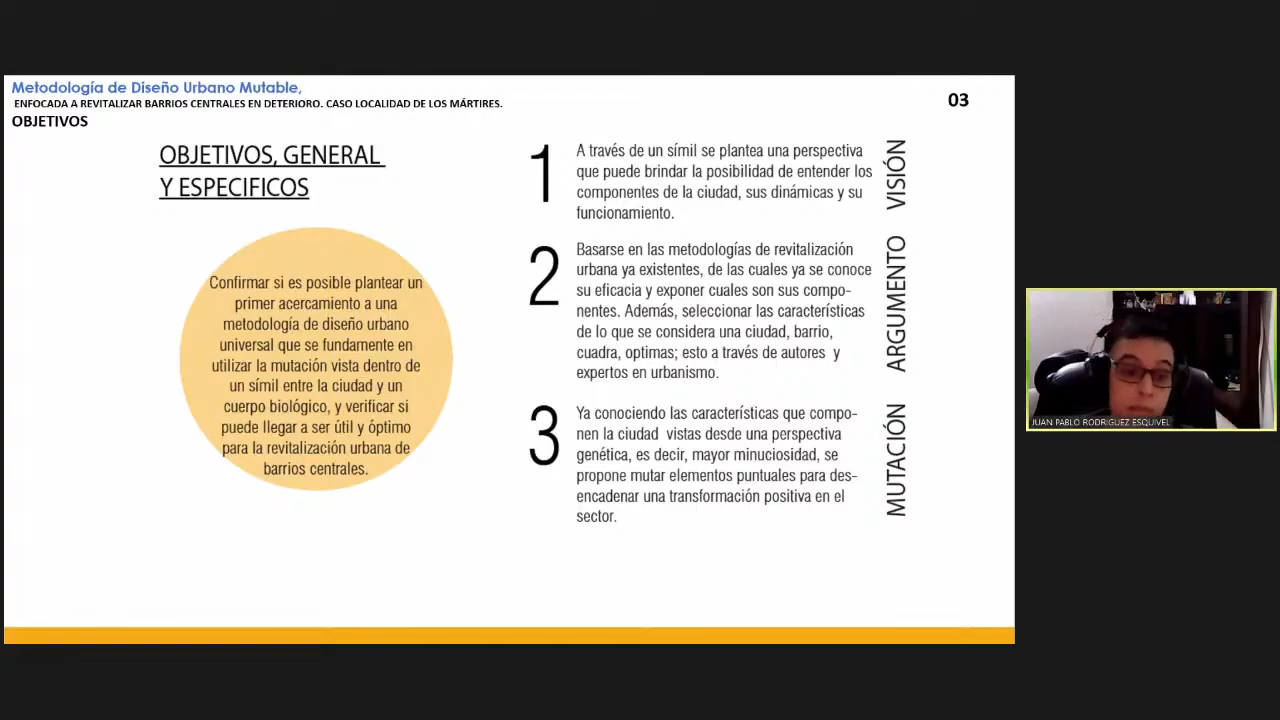 Metodología de Diseño Urbano Mutable,
ENFOCADA A REVITALIZAR BARRIOS CENTRALES EN DETERIORO. CASO LOCALIDAD DE LOS MÁRTIRES.
OBJETIVOS
03
OBJETIVOS, GENERAL
Y ESPECIFICOS
Confirmar si es posible plantear un
primer acercamiento a una
metodología de diseño urbano
universal que se fundamente en
utilizar la mutación vista dentro de
un símil entre la ciudad y un
cuerpo biológico, y verificar si
puede llegar a ser útil y óptimo
para la revitalización urbana de
barrios centrales.
1
A través de un símil se plantea una perspectiva
que puede brindar la posibilidad de entender los
componentes de la ciudad, sus dinámicas y su
funcionamiento.
VISIÓN
2
Basarse en las metodologías de revitalización
urbana ya existentes, de las cuales ya se conoce
su eficacia y exponer cuales son sus compo-
nentes. Además, seleccionar las características
de lo que se considera una ciudad, barrio,
cuadra, optimas; esto a través de autores y
expertos en urbanismo.
ARGUMENTO
3
Ya conociendo las características que compo-
nen la ciudad vistas desde una perspectiva
genética, es decir, mayor minuciosidad, se
propone mutar elementos puntuales para des-
encadenar una transformación positiva en el
sector.
MUTACIÓN
JUAN PABLO RODRIGUEZ ESQUIVEL